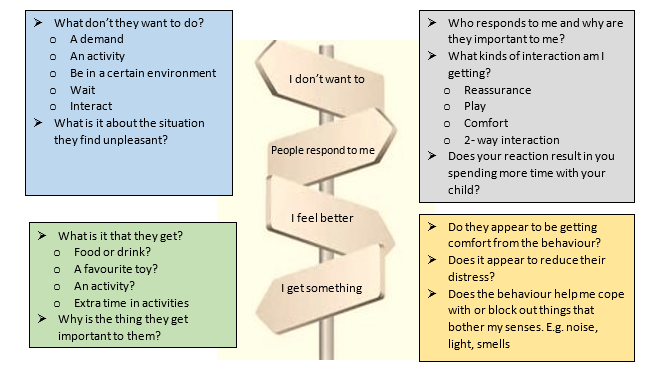 ➢ What don't they want to do?
o A demand
o An activity
o Be in a certain environment
o Wait
o Interact
➢ What is it about the situation
they find unpleasant?
I don't want to
People respond to me
I feel better
I get something
➢ Who responds to me and why are
they important to me?
➢ What kinds of interaction am I
getting?
o Reassurance
o Play
o Comfort
o 2- way interaction
➢ Does your reaction result in you
spending more time with your
child?
➢ What is it that they get?
o Food or drink?
o A favourite toy?
o An activity?
o Extra time in activities
➢ Why is the thing they get
important to them?
➢ Do they appear to be getting
comfort from the behaviour?
➢ Does it appear to reduce their
distress?
➢ Does the behaviour help me cope
with or block out things that
bother my senses. E.g. noise,
light, smells